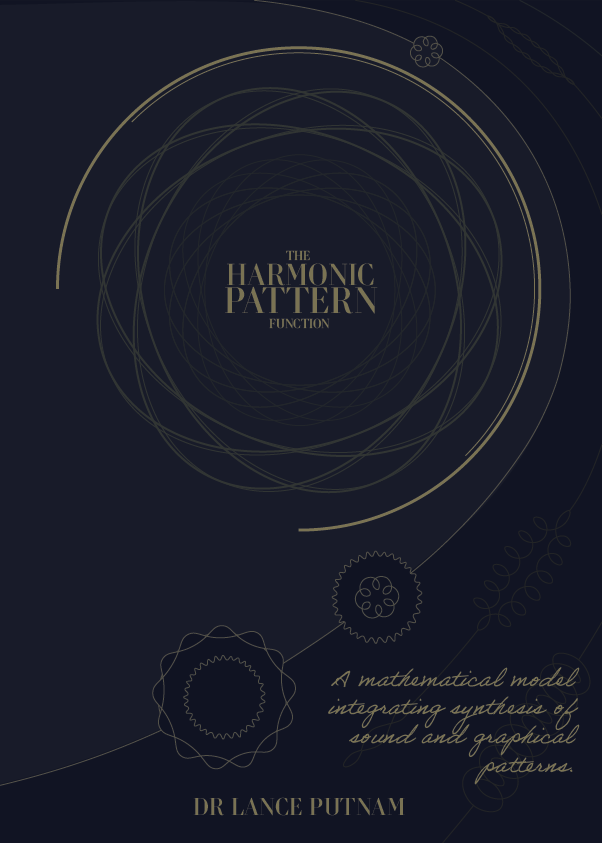 THE
HARMONIC
PATTERN
FUNCTION
A mathematical model
integrating synthesis of
sound and graphical
patterns.
DR LANCE PUTNAM